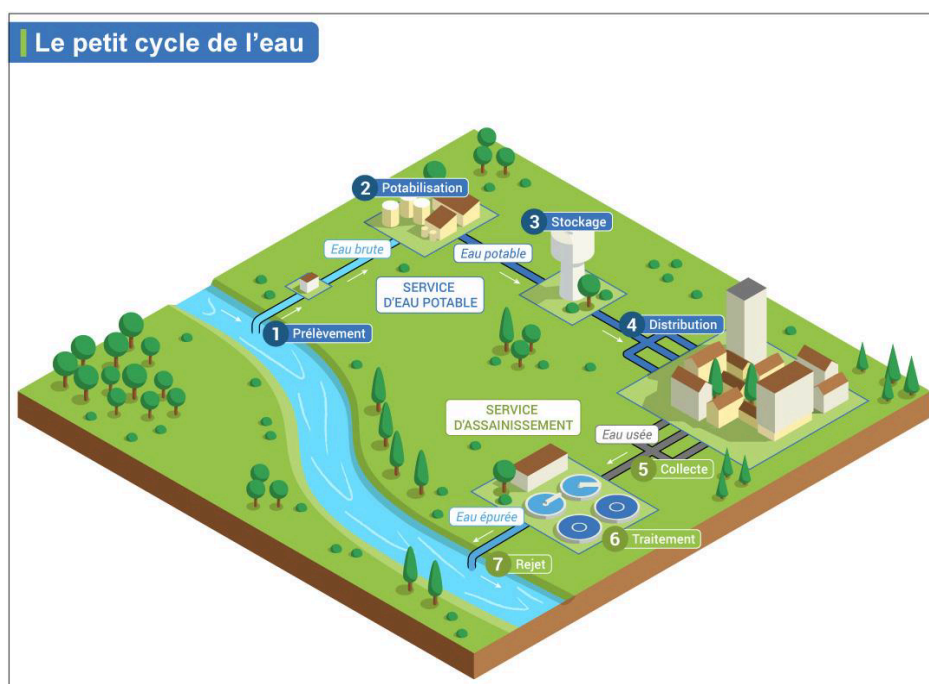 Le petit cycle de l'eau
2 Potabilisation
3 Stockage
Eau brute
Eau potable
SERVICE
D'EAU POTABLE
1 Prélèvement
4 Distribution
SERVICE
D'ASSAINISSEMENT
Eau usée
5 Collecte
Eau épurée
6 Traitement
7 Rejet